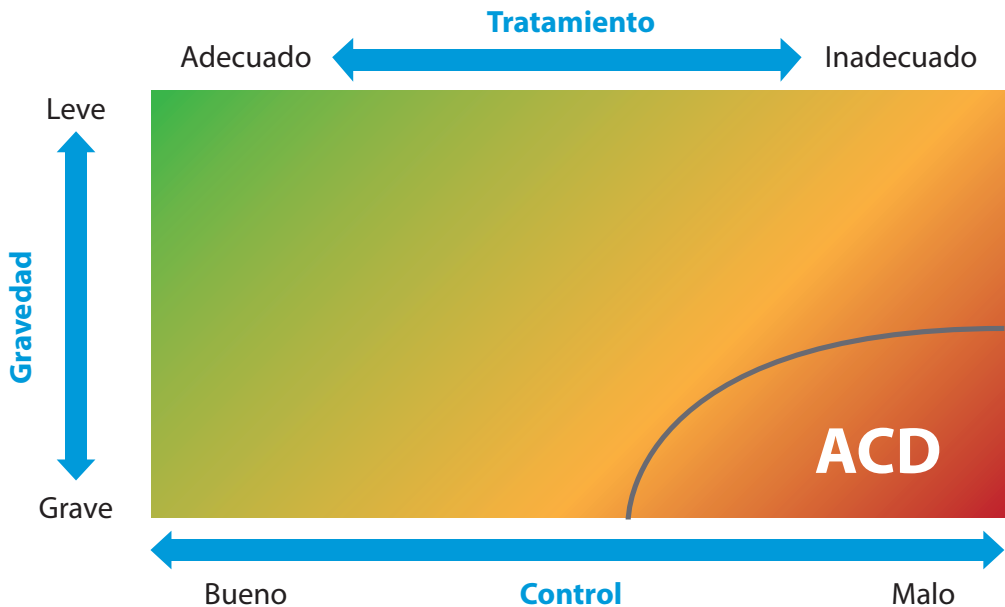 Tratamiento
Adecuado
Inadecuado
Leve
Gravedad
Grave
ACD
Bueno
Control
Malo